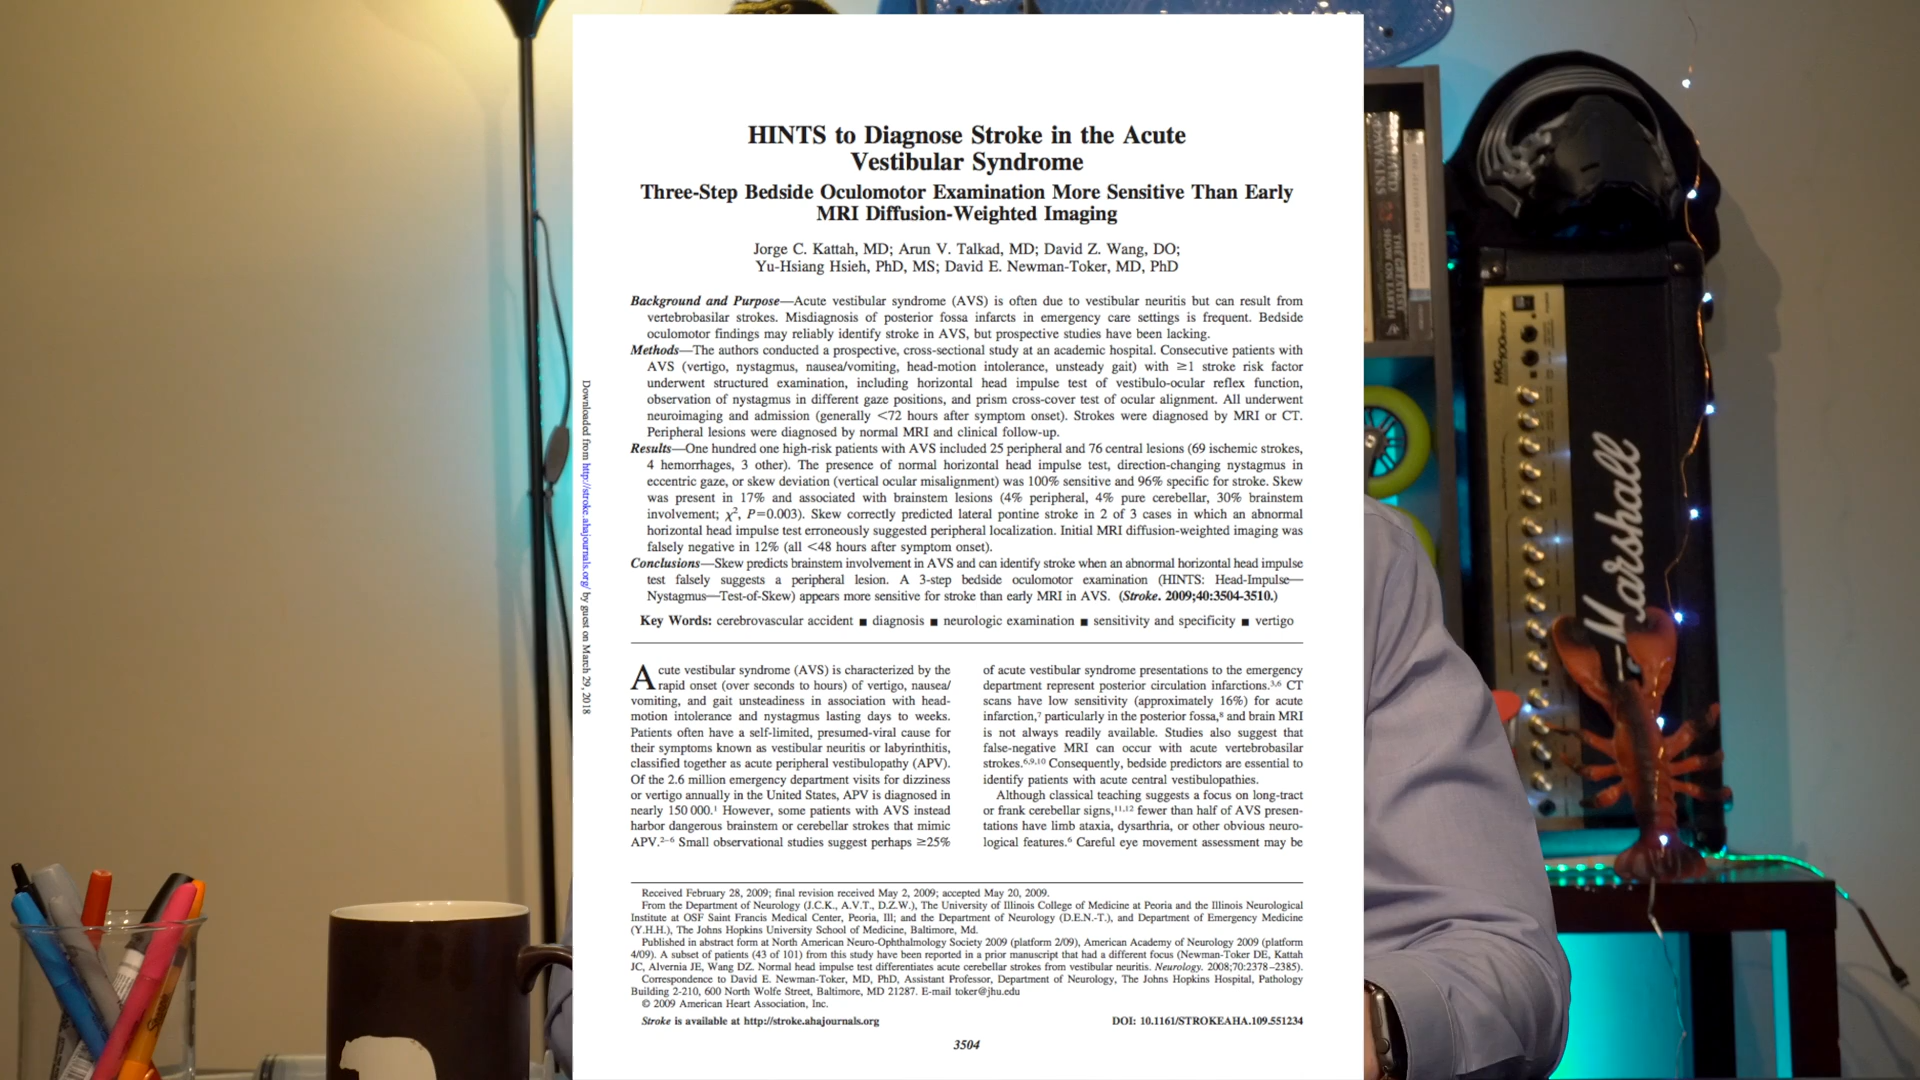 HINTS to Diagnose Stroke in the Acute
Vestibular Syndrome
Three-Step Bedside Oculomotor Examination More Sensitive Than Early
MRI Diffusion-Weighted Imaging
Jorge C. Kattah, MD; Arun V. Talkad, MD; David Z. Wang, DO;
Yu-Hsiang Hsieh, PhD, MS; David E. Newman-Toker, MD, PhD
Background and Purpose—Acute vestibular syndrome (AVS) is often due to vestibular neuritis but can result from
vertebrobasilar strokes. Misdiagnosis of posterior fossa infarcts in emergency care settings is frequent. Bedside
oculomotor findings may reliably identify stroke in AVS, but prospective studies have been lacking.
Methods—The authors conducted a prospective, cross-sectional study at an academic hospital. Consecutive patients with
AVS (vertigo, nystagmus, nausea/vomiting, head-motion intolerance, unsteady gait) with ≥1 stroke risk factor
underwent structured examination, including horizontal head impulse test of vestibulo-ocular reflex function,
observation of nystagmus in different gaze positions, and prism cross-cover test of ocular alignment. All underwent
neuroimaging and admission (generally <72 hours after symptom onset). Strokes were diagnosed by MRI or CT.
Peripheral lesions were diagnosed by normal MRI and clinical follow-up.
Results—One hundred one high-risk patients with AVS included 25 peripheral and 76 central lesions (69 ischemic strokes,
4 hemorrhages, 3 other). The presence of normal horizontal head impulse test, direction-changing nystagmus in
eccentric gaze, or skew deviation (vertical ocular misalignment) was 100% sensitive and 96% specific for stroke. Skew
was present in 17% and associated with brainstem lesions (4% peripheral, 4% pure cerebellar, 30% brainstem
involvement; χ², P=0.003). Skew correctly predicted lateral pontine stroke in 2 of 3 cases in which an abnormal
horizontal head impulse test erroneously suggested peripheral localization. Initial MRI diffusion-weighted imaging was
falsely negative in 12% (all <48 hours after symptom onset).
Conclusions—Skew predicts brainstem involvement in AVS and can identify stroke when an abnormal horizontal head impulse
test falsely suggests a peripheral lesion. A 3-step bedside oculomotor examination (HINTS: Head-Impulse—
Nystagmus—Test-of-Skew) appears more sensitive for stroke than early MRI in AVS. (Stroke. 2009;40:3504-3510.)
Key Words: cerebrovascular accident ■ diagnosis ■ neurologic examination ■ sensitivity and specificity ■ vertigo
Acute vestibular syndrome (AVS) is characterized by the
rapid onset (over seconds to hours) of vertigo, nausea/
vomiting, and gait unsteadiness in association with head-
motion intolerance and nystagmus lasting days to weeks.
Patients often have a self-limited, presumed-viral cause for
their symptoms known as vestibular neuritis or labyrinthitis,
classified together as acute peripheral vestibulopathy (APV).
Of the 2.6 million emergency department visits for dizziness
or vertigo annually in the United States, APV is diagnosed in
nearly 150 000.¹ However, some patients with AVS instead
harbor dangerous brainstem or cerebellar strokes that mimic
APV.²⁻⁶ Small observational studies suggest perhaps ≥25%
of acute vestibular syndrome presentations to the emergency
department represent posterior circulation infarctions.³,⁶ CT
scans have low sensitivity (approximately 16%) for acute
infarction,⁷ particularly in the posterior fossa,⁸ and brain MRI
is not always readily available. Studies also suggest that
false-negative MRI can occur with acute vertebrobasilar
strokes.⁶,⁹,¹⁰ Consequently, bedside predictors are essential to
identify patients with acute central vestibulopathies.
Although classical teaching suggests a focus on long-tract
or frank cerebellar signs,¹¹,¹² fewer than half of AVS presen-
tations have limb ataxia, dysarthria, or other obvious neuro-
logical features.⁶ Careful eye movement assessment may be
Received February 28, 2009; final revision received May 2, 2009; accepted May 20, 2009.
From the Department of Neurology (J.C.K., A.V.T., D.Z.W.), The University of Illinois College of Medicine at Peoria and the Illinois Neurological
Institute at OSF Saint Francis Medical Center, Peoria, Ill; and the Department of Neurology (D.E.N.-T.), and Department of Emergency Medicine
(Y.H.H.), The Johns Hopkins University School of Medicine, Baltimore, Md.
Published in abstract form at North American Neuro-Ophthalmology Society 2009 (platform 2/09), American Academy of Neurology 2009 (platform
4/09). A subset of patients (43 of 101) from this study have been reported in a prior manuscript that had a different focus (Newman-Toker DE, Kattah
JC, Alvernia JE, Wang DZ. Normal head impulse test differentiates acute cerebellar strokes from vestibular neuritis. Neurology. 2008;70:2378–2385).
Correspondence to David E. Newman-Toker, MD, PhD, Assistant Professor, Department of Neurology, The Johns Hopkins Hospital, Pathology
Building 2-210, 600 North Wolfe Street, Baltimore, MD 21287. E-mail toker@jhu.edu
© 2009 American Heart Association, Inc.
Stroke is available at http://stroke.ahajournals.org
DOI: 10.1161/STROKEAHA.109.551234
3504
Downloaded from http://stroke.ahajournals.org/ by guest on March 29, 2018
DAWKINS
THE GREATEST
SHOW ON EARTH
MG100HDFX
Marshall
Sharpie